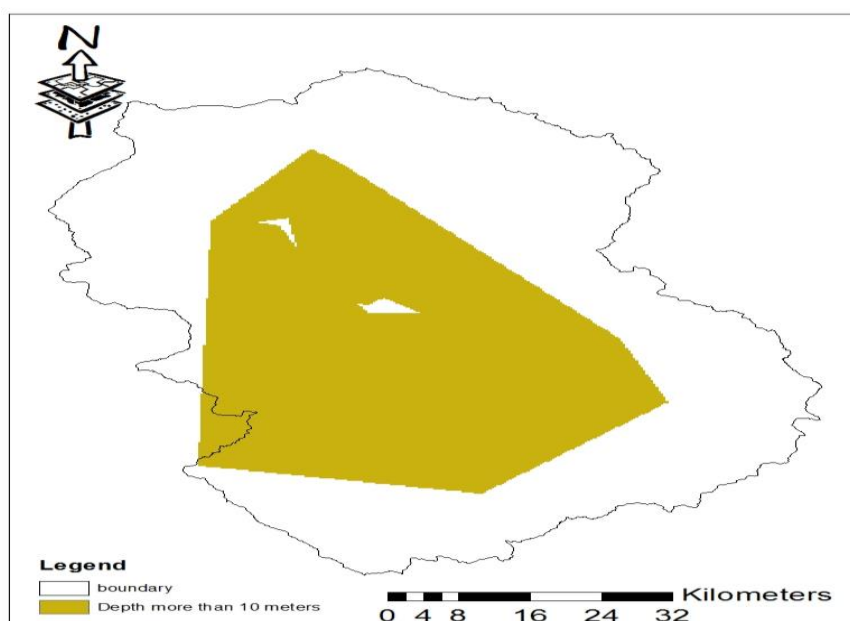 N
Legend
boundary
Depth more than 10 meters
Kilometers
0 4 8 16 24 32